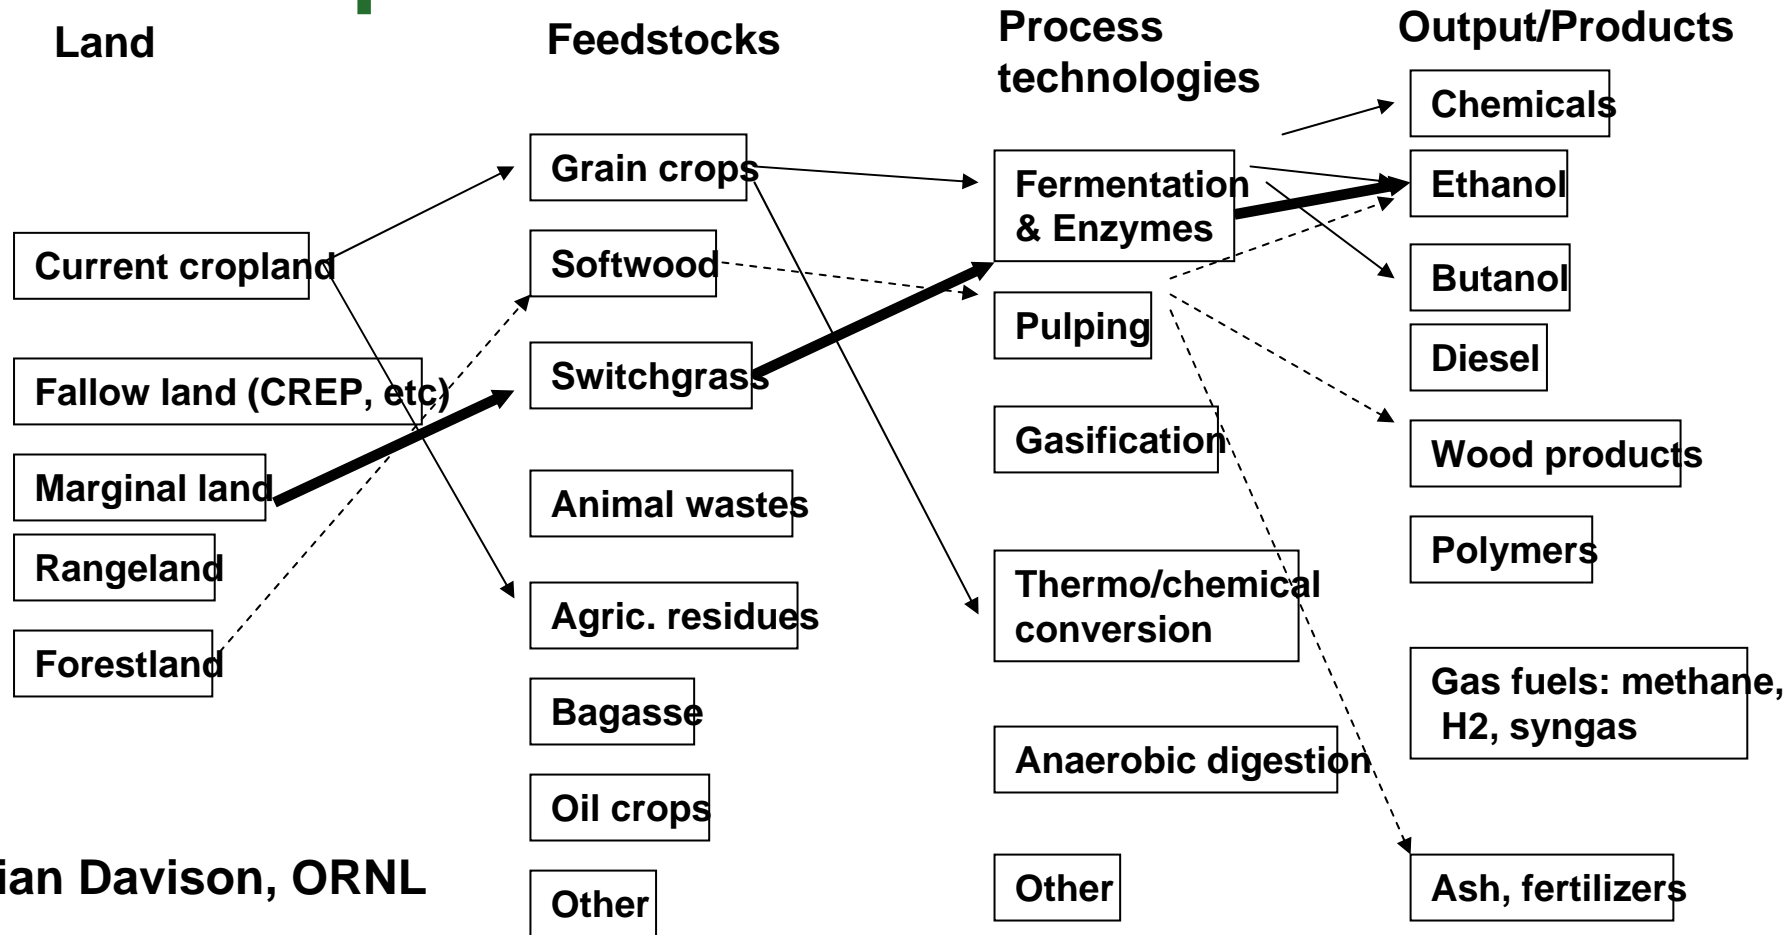 Land
Feedstocks
Process
technologies
Output/Products
Current cropland
Fallow land (CREP, etc)
Marginal land
Rangeland
Forestland
Grain crops
Softwood
Switchgrass
Animal wastes
Agric. residues
Bagasse
Oil crops
Other
Fermentation
& Enzymes
Pulping
Gasification
Thermo/chemical
conversion
Anaerobic digestion
Other
Chemicals
Ethanol
Butanol
Diesel
Wood products
Polymers
Gas fuels: methane,
H2, syngas
Ash, fertilizers
ian Davison, ORNL